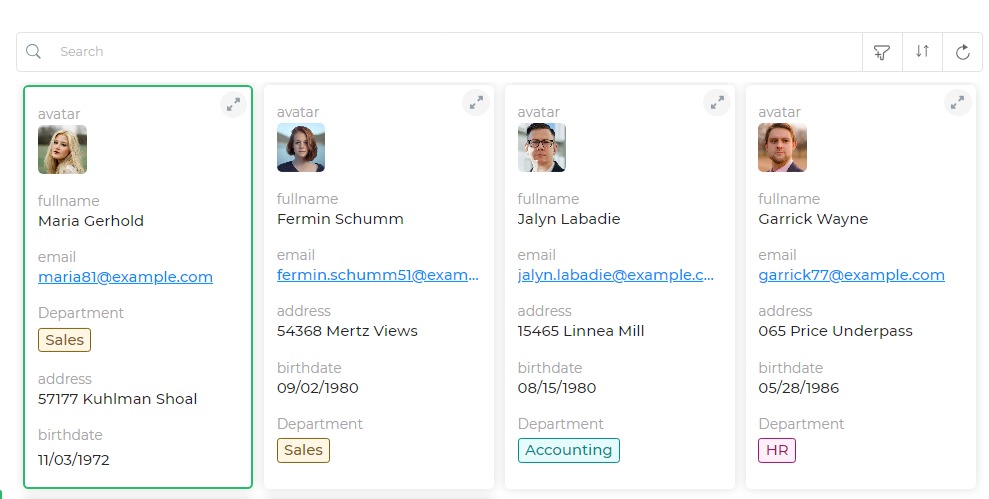 Search
avatar
fullname
Maria Gerhold
email
maria81@example.com
Department
Sales
address
57177 Kuhlman Shoal
birthdate
11/03/1972
avatar
fullname
Fermin Schumm
email
fermin.schumm51@exam...
address
54368 Mertz Views
birthdate
09/02/1980
Department
Sales
avatar
fullname
Jalyn Labadie
email
jalyn.labadie@example.c...
address
15465 Linnea Mill
birthdate
08/15/1980
Department
Accounting
avatar
fullname
Garrick Wayne
email
garrick77@example.com
address
065 Price Underpass
birthdate
05/28/1986
Department
HR